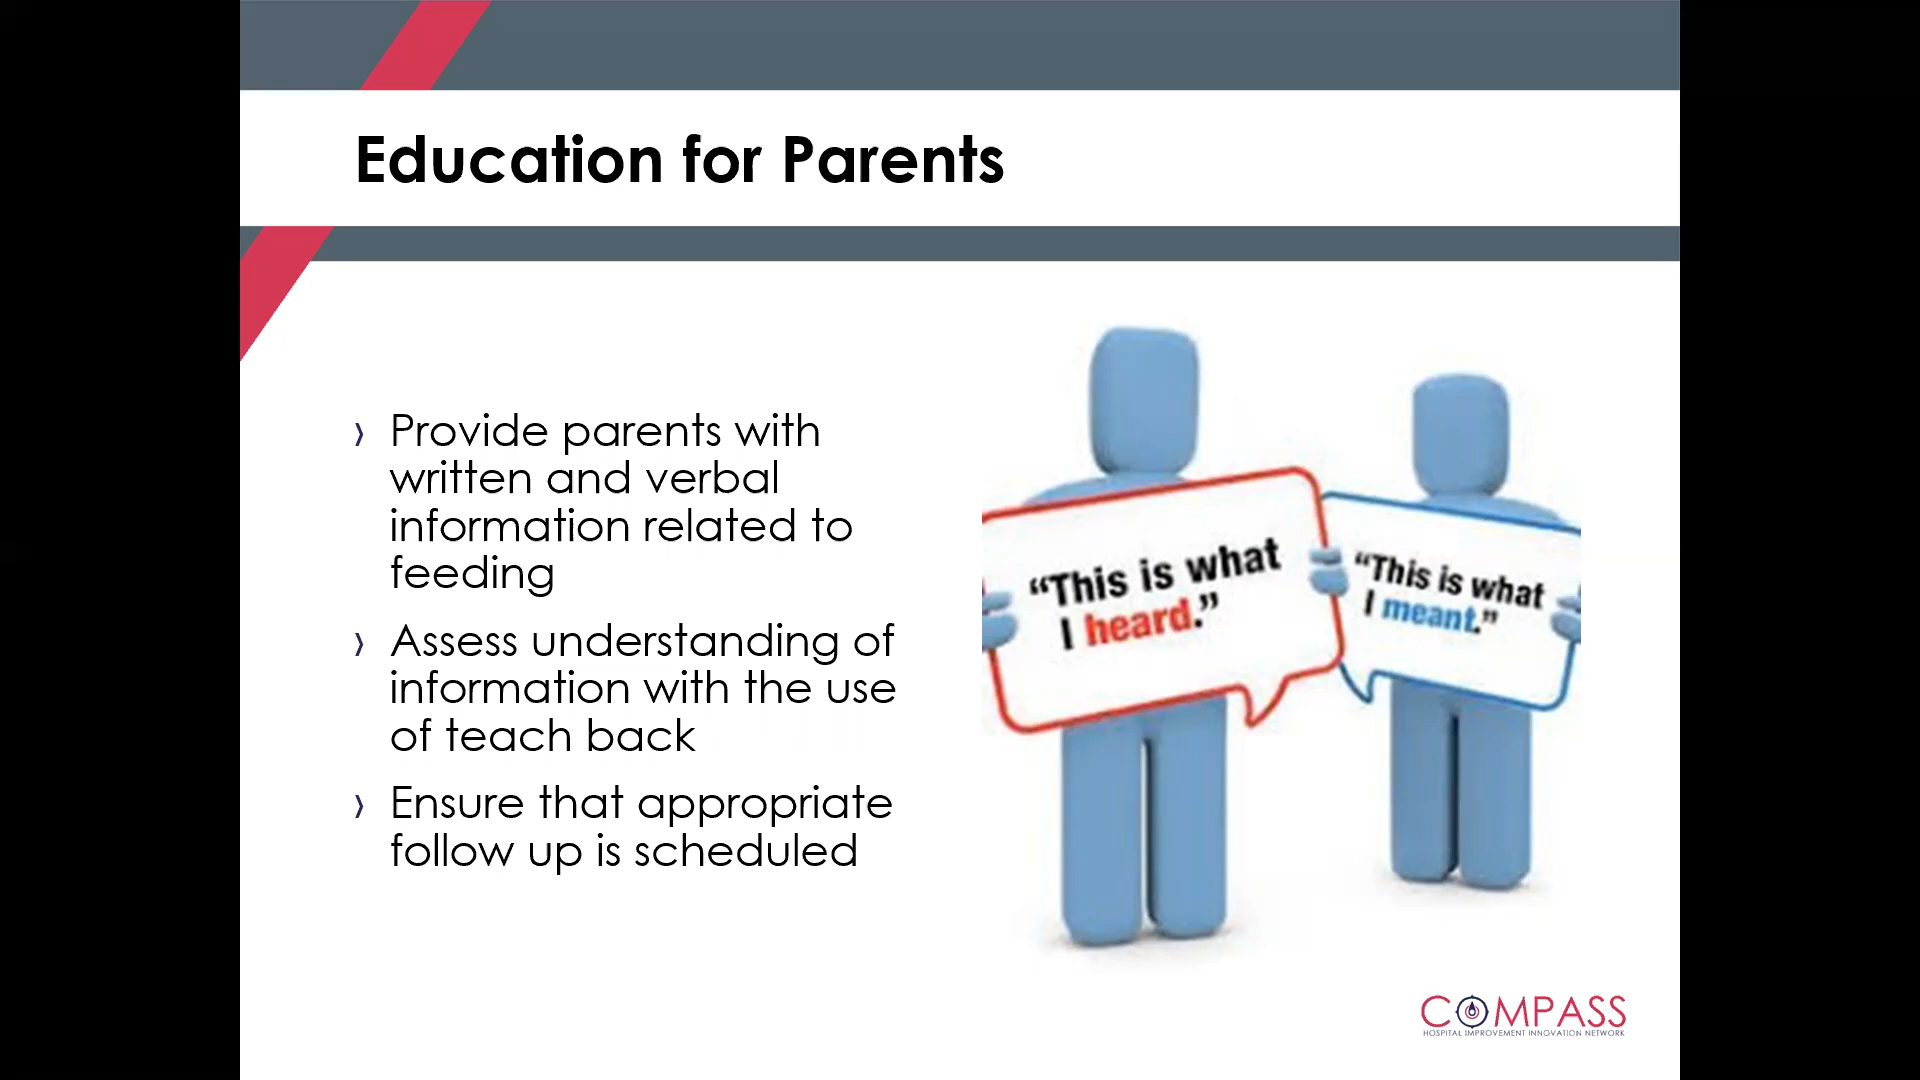 Education for Parents
› Provide parents with
written and verbal
information related to
feeding
› Assess understanding of
information with the use
of teach back
› Ensure that appropriate
follow up is scheduled
“This is what
I heard.”
“This is what
I meant.”
COMPASS
HOSPITAL IMPROVEMENT INNOVATION NETWORK